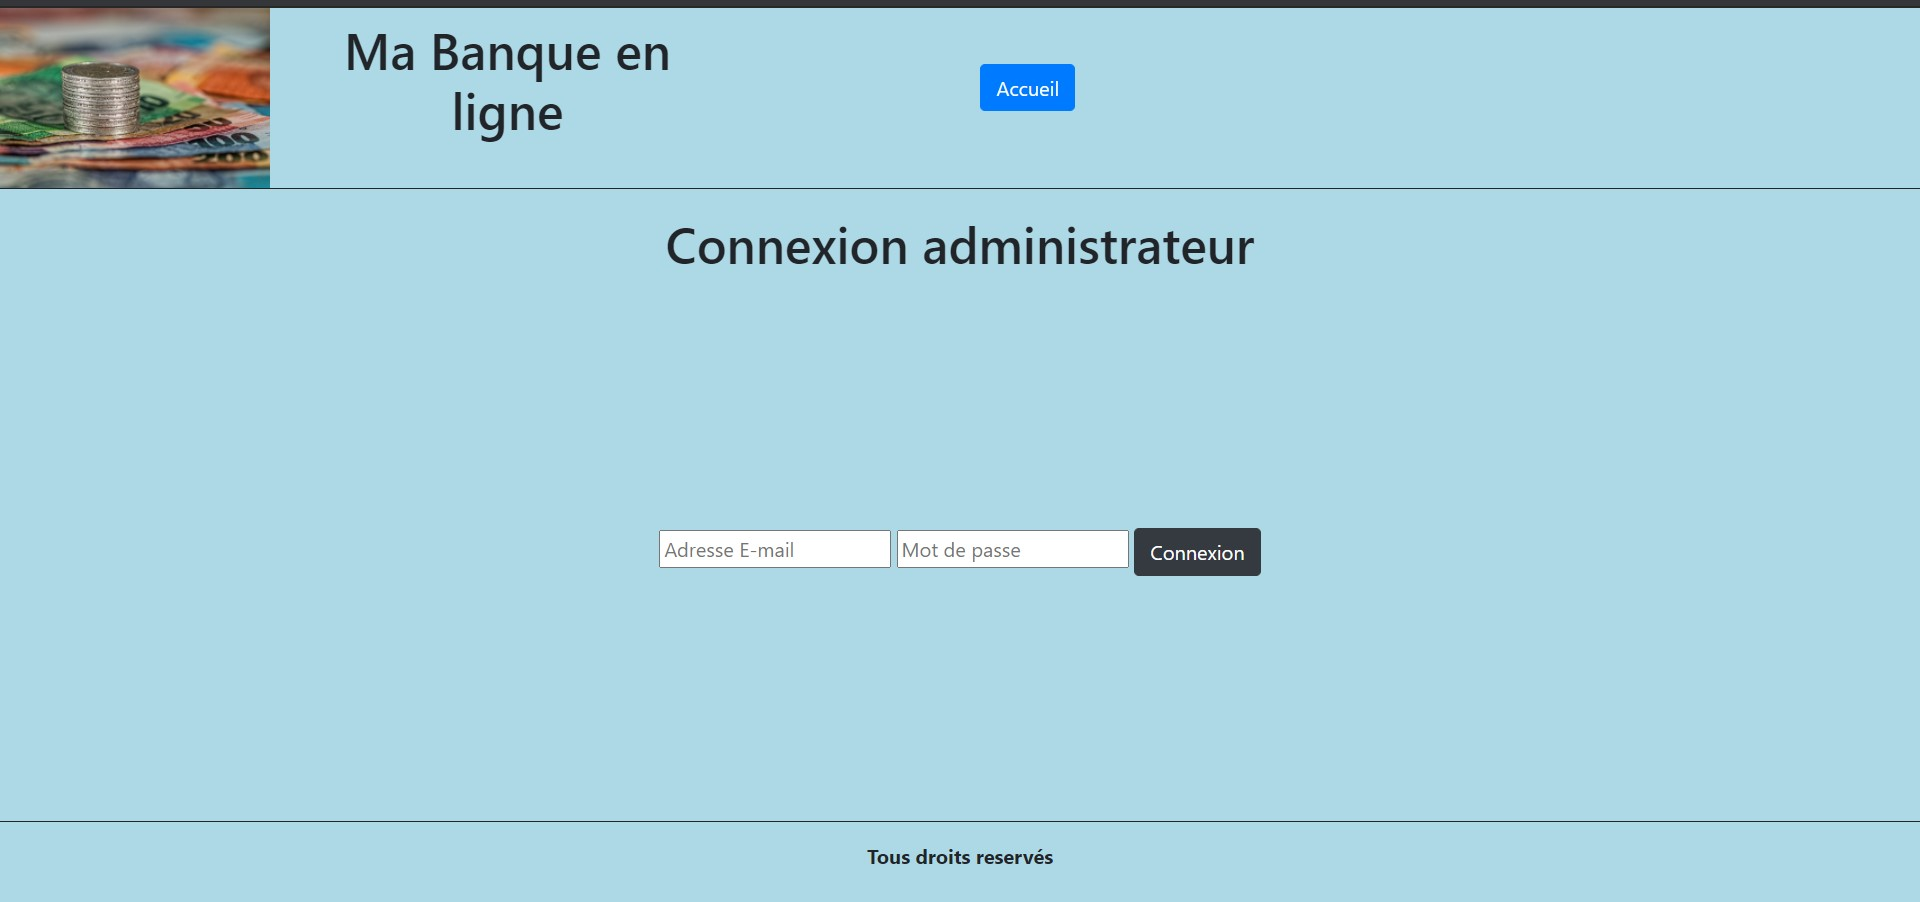 Ma Banque en
ligne
Accueil
Connexion administrateur
Adresse E-mail
Mot de passe
Connexion
Tous droits reservés